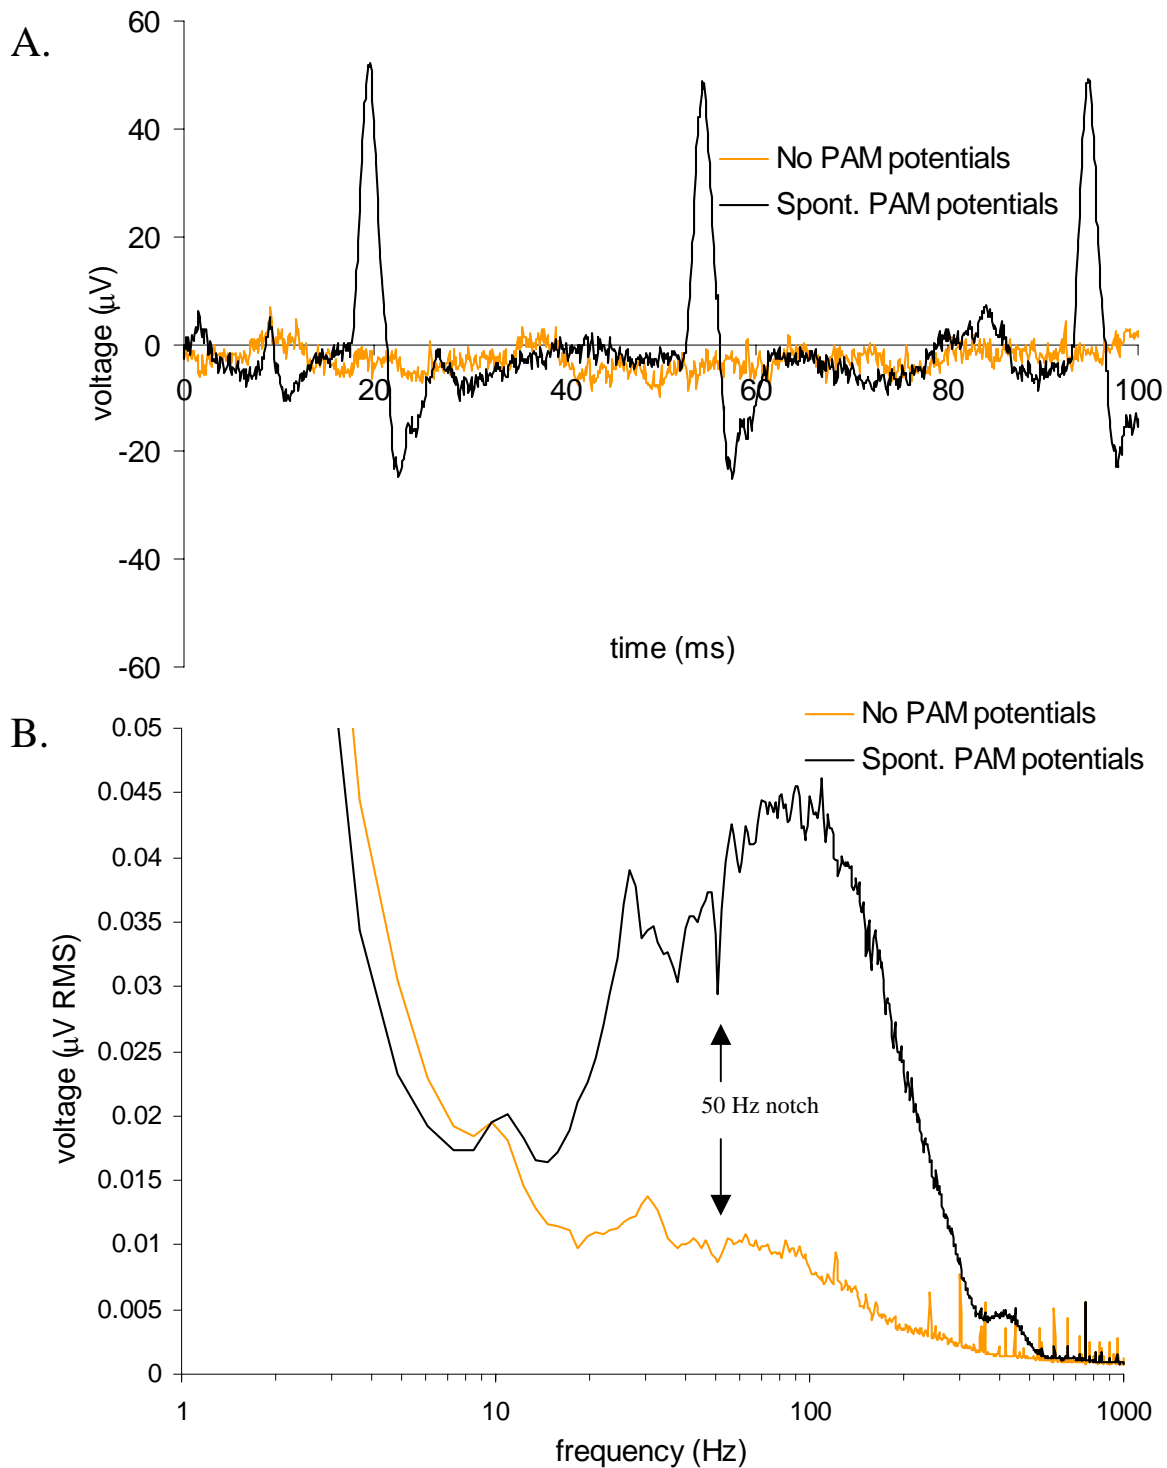 A.
60
40
20
0
-20
-40
-60
voltage (µV)
No PAM potentials
Spont. PAM potentials
0 20 40 60 80 100
time (ms)
B.
No PAM potentials
Spont. PAM potentials
0.05
0.045
0.04
0.035
0.03
0.025
0.02
0.015
0.01
0.005
0
voltage (µV RMS)
50 Hz notch
1 10 100 1000
frequency (Hz)